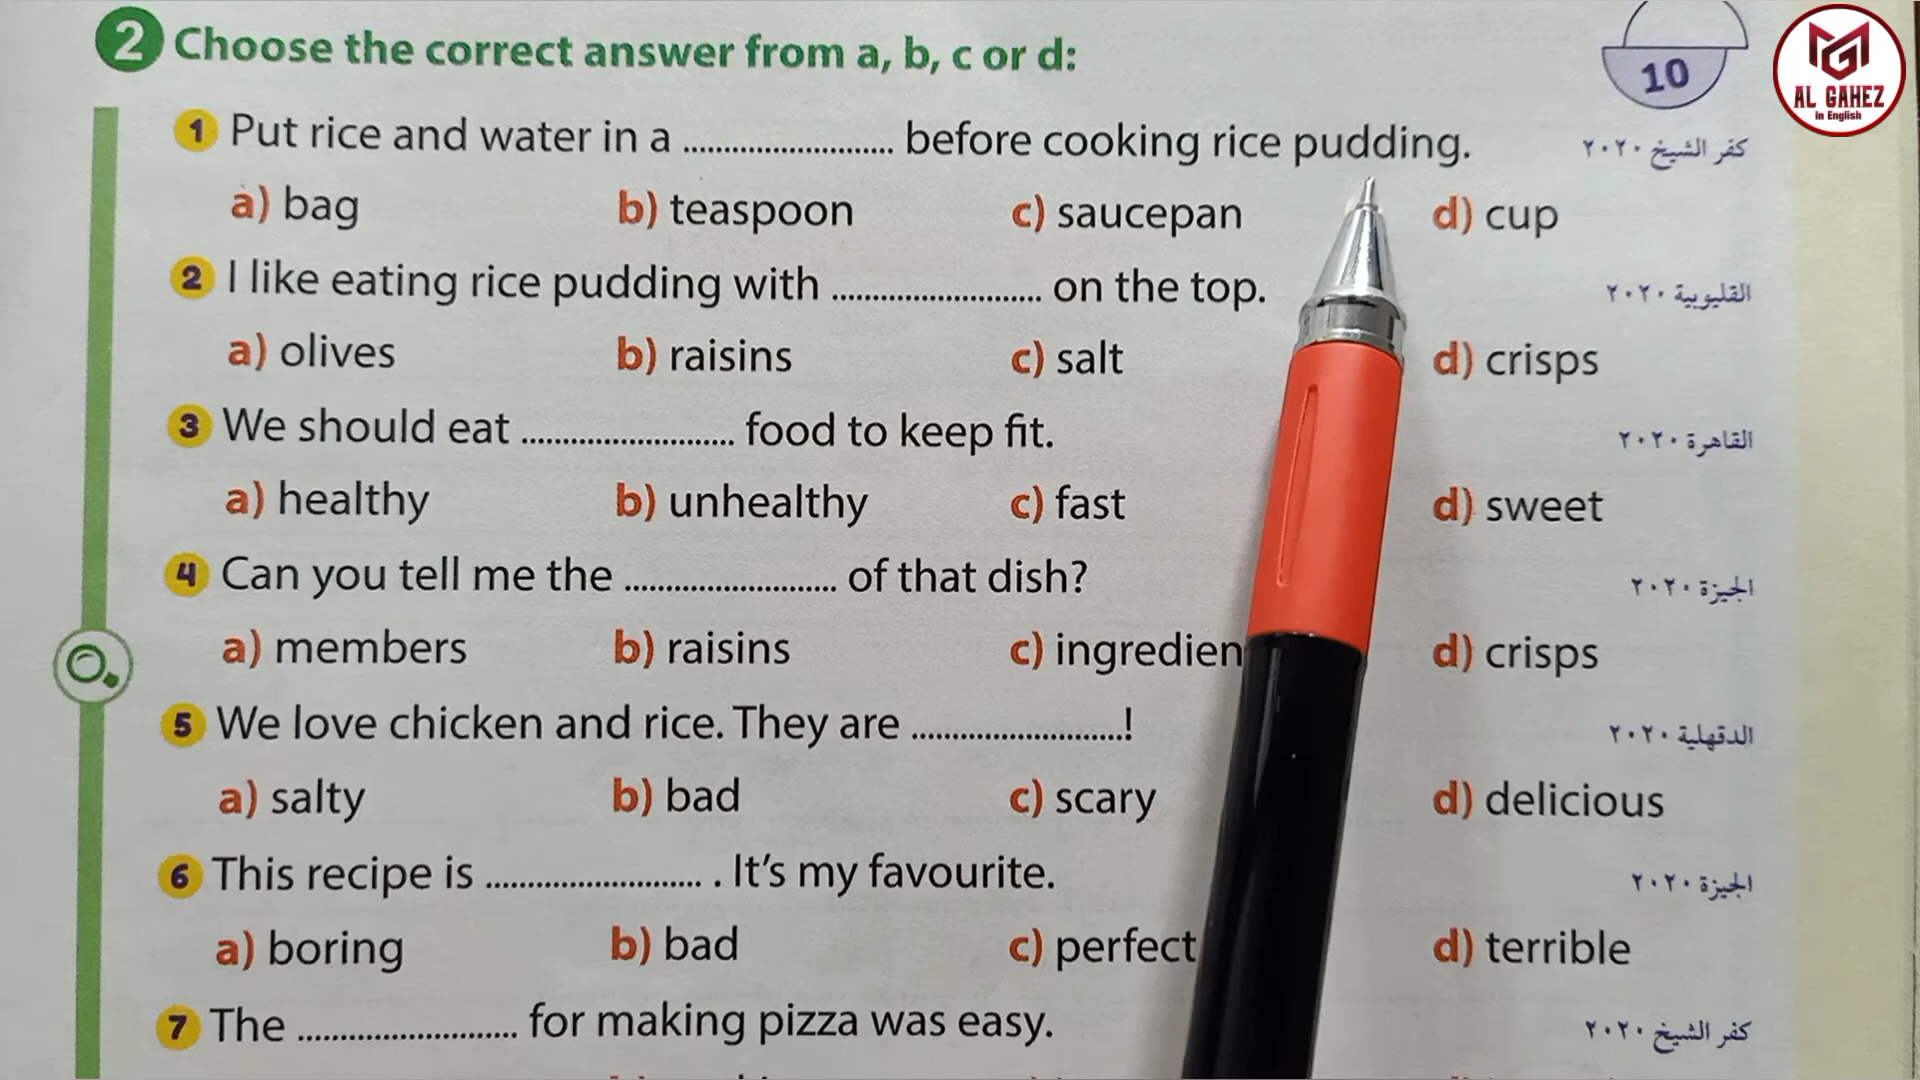 2 Choose the correct answer from a, b, c or d:
10
AL GAHEZ
in English
1 Put rice and water in a .......................... before cooking rice pudding. كفر الشيخ ٢٠٢٠
a) bag b) teaspoon c) saucepan d) cup
2 I like eating rice pudding with .......................... on the top. القليوبية ٢٠٢٠
a) olives b) raisins c) salt d) crisps
3 We should eat .......................... food to keep fit. القاهرة ٢٠٢٠
a) healthy b) unhealthy c) fast d) sweet
4 Can you tell me the .......................... of that dish? الجيزة ٢٠٢٠
a) members b) raisins c) ingredien d) crisps
5 We love chicken and rice. They are ..........................! الدقهلية ٢٠٢٠
a) salty b) bad c) scary d) delicious
6 This recipe is .......................... . It's my favourite. الجيزة ٢٠٢٠
a) boring b) bad c) perfect d) terrible
7 The .......................... for making pizza was easy. كفر الشيخ ٢٠٢٠